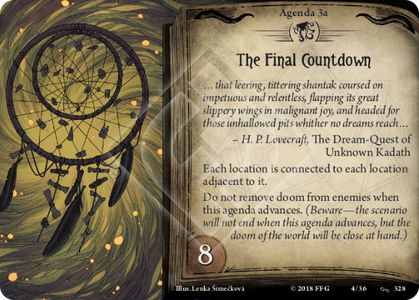 Agenda 3a
The Final Countdown
… that leering, tittering shantak coursed on
impetuous and relentless, flapping its great
slippery wings in malignant joy, and headed for
those unhallowed pits whither no dreams reach…
– H. P. Lovecraft, The Dream-Quest of
Unknown Kadath
Each location is connected to each location
adjacent to it.
Do not remove doom from enemies when
this agenda advances. (Beware—the scenario
will not end when this agenda advances, but the
doom of the world will be close at hand.)
8
Illus. Lenka Šimečková
© 2018 FFG
4/36
328